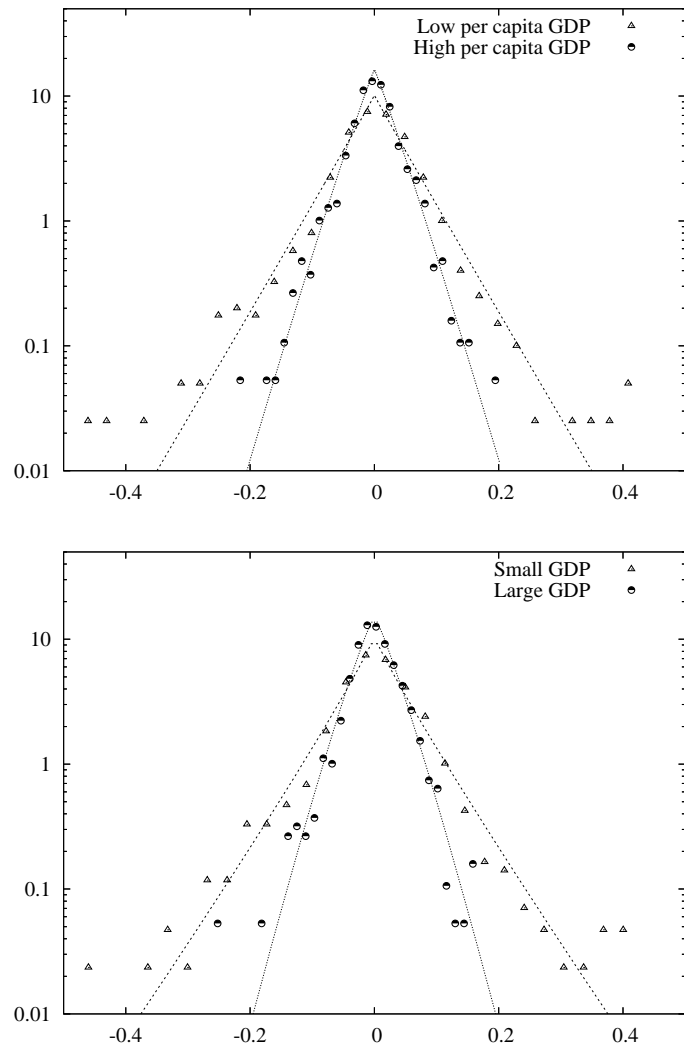 Low per capita GDP
High per capita GDP
10
1
0.1
0.01
-0.4 -0.2 0 0.2 0.4
Small GDP
Large GDP
10
1
0.1
0.01
-0.4 -0.2 0 0.2 0.4